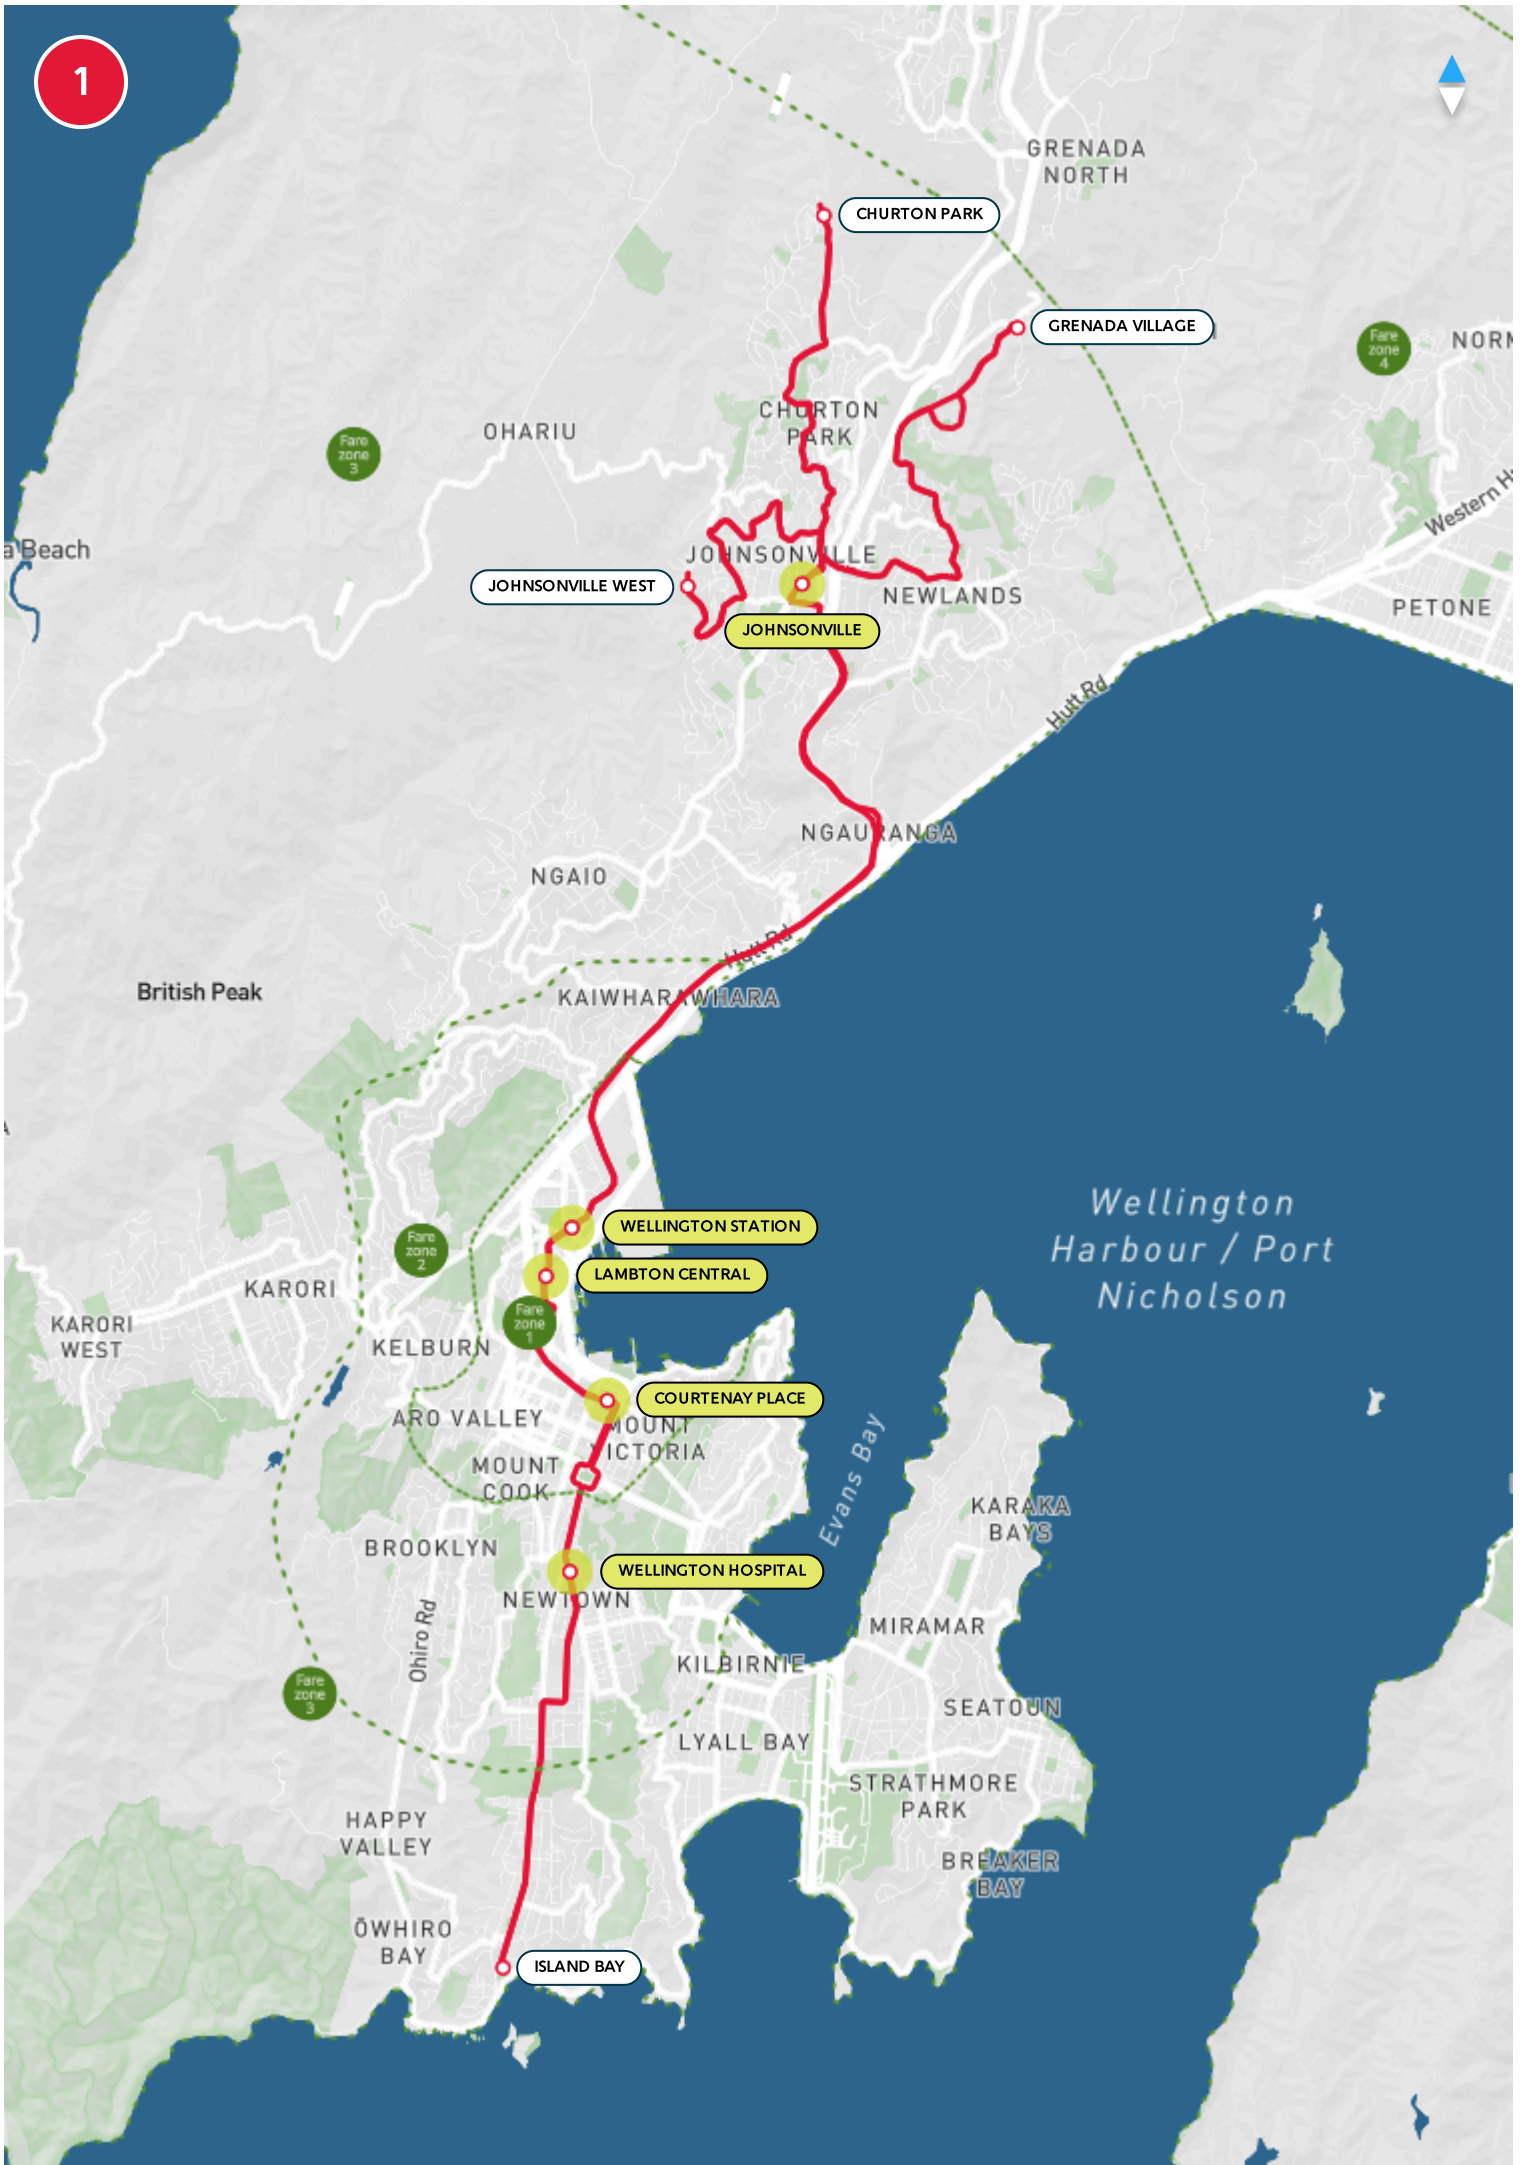 1
GRENADA
NORTH
CHURTON PARK
GRENADA VILLAGE
Fare
zone
4
NORM
CHURTON
PARK
OHARIU
Fare
zone
3
Western H
a Beach
JOHNSONVILLE
JOHNSONVILLE WEST
NEWLANDS
PETONE
JOHNSONVILLE
Hutt Rd
NGAURANGA
NGAIO
Hutt Rd
British Peak
KAIWHARAWHARA
Wellington
Harbour / Port
Nicholson
WELLINGTON STATION
Fare
zone
2
LAMBTON CENTRAL
KARORI
Fare
zone
1
KARORI
WEST
KELBURN
COURTENAY PLACE
ARO VALLEY
MOUNT
VICTORIA
MOUNT
COOK
Evans Bay
KARAKA
BAYS
BROOKLYN
WELLINGTON HOSPITAL
NEWTOWN
Ohiro Rd
MIRAMAR
KILBIRNIE
Fare
zone
3
SEATOUN
LYALL BAY
STRATHMORE
PARK
HAPPY
VALLEY
BREAKER
BAY
ŌWHIRO
BAY
ISLAND BAY